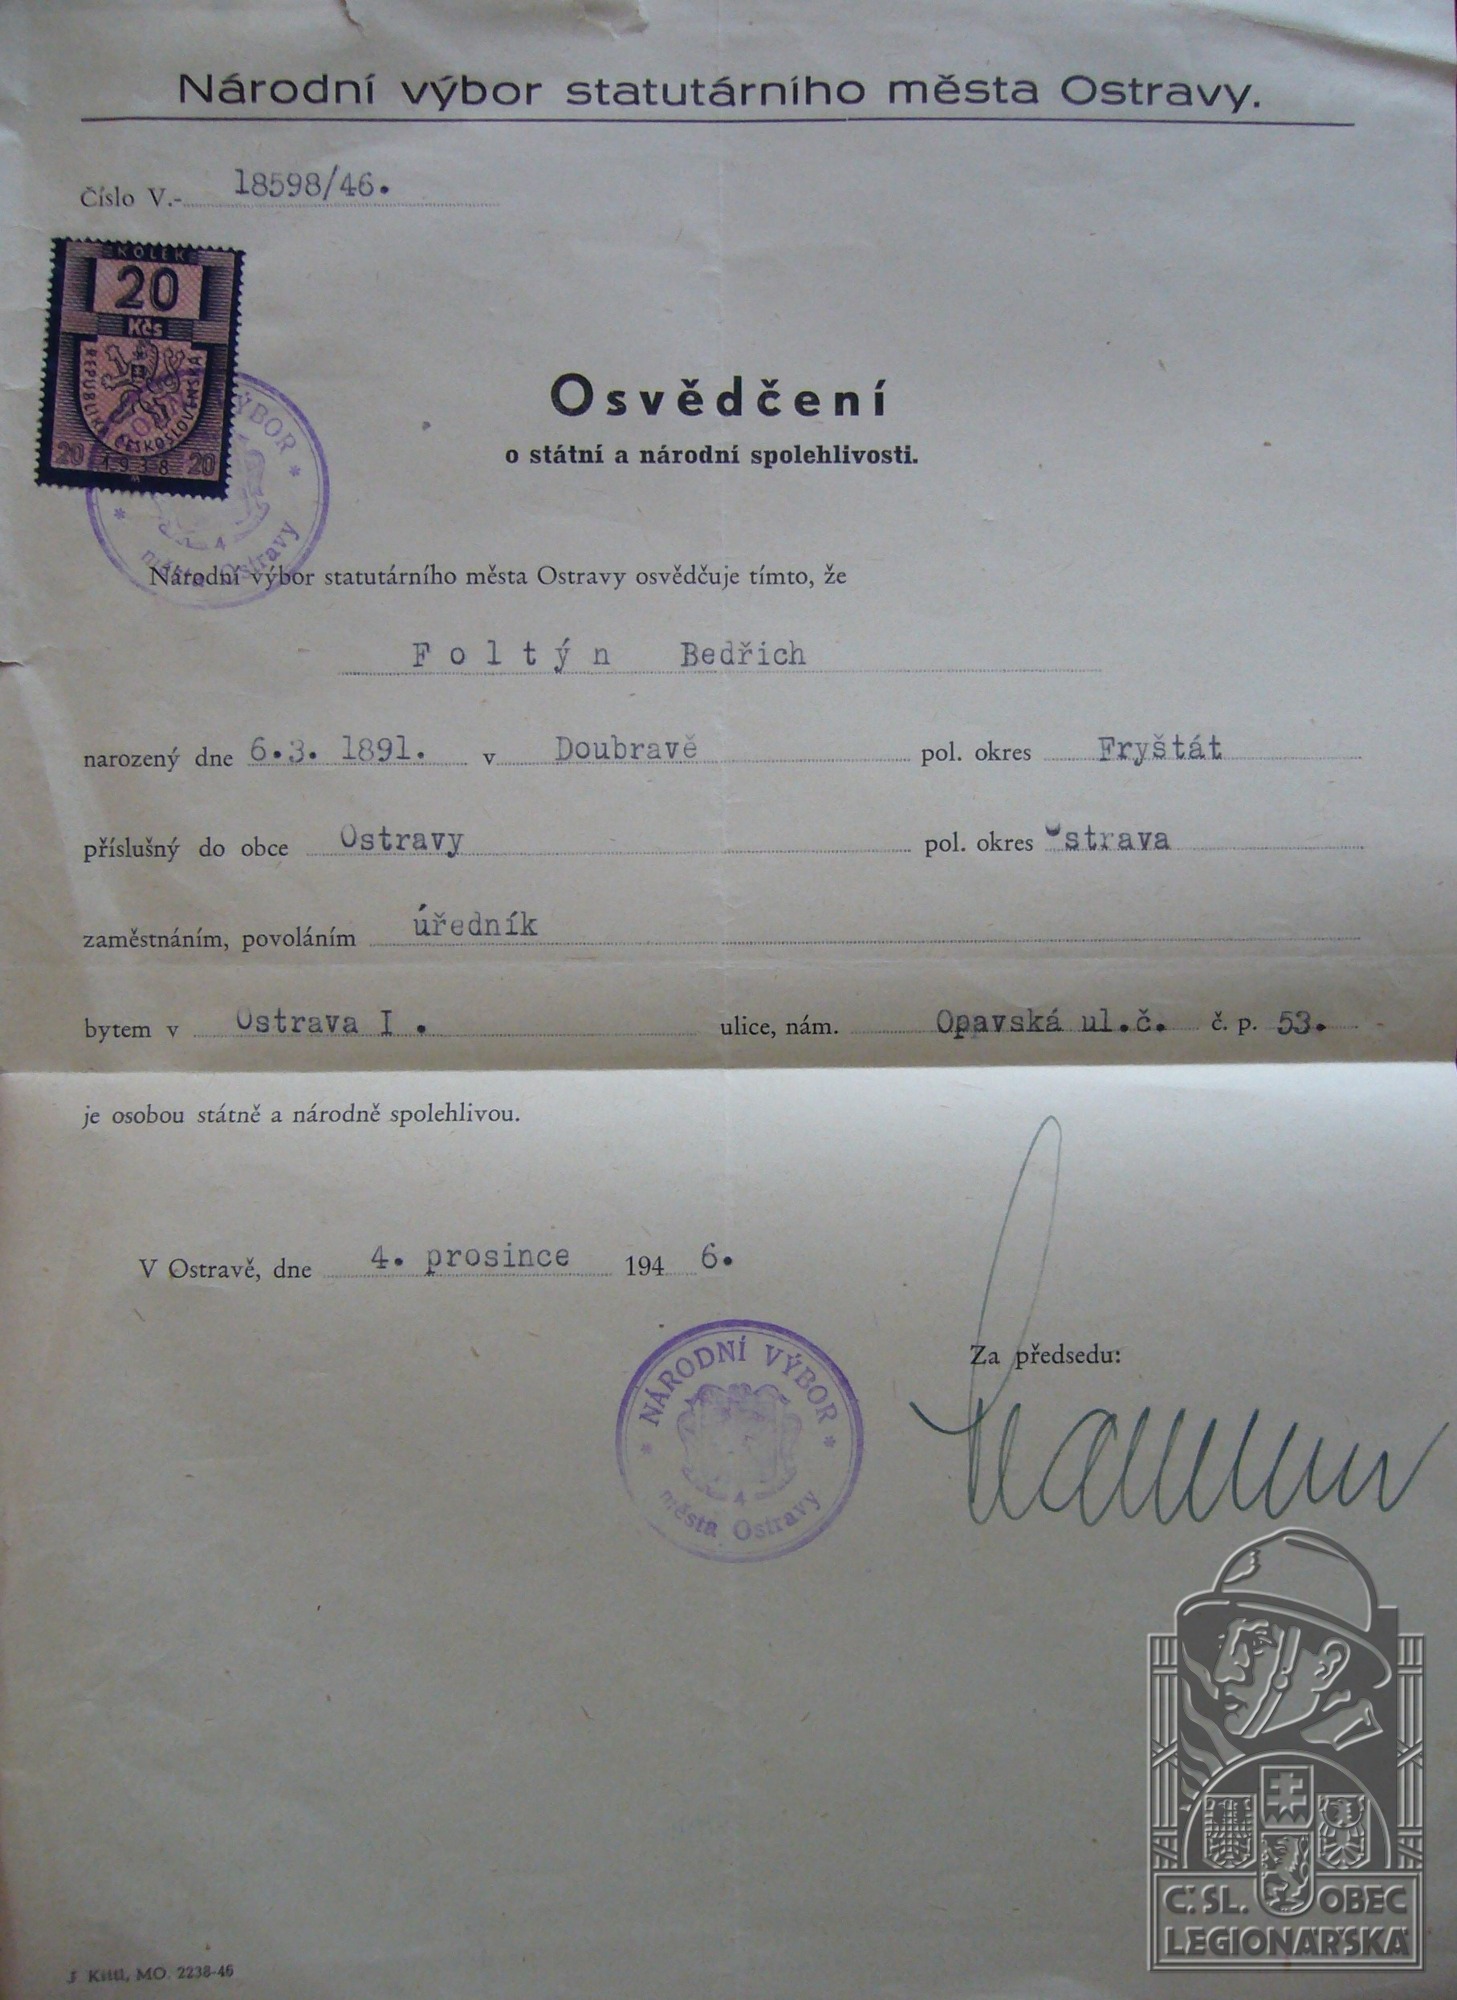 Národní výbor statutárního města Ostravy.
Číslo V.- 18598/46.
KOLEK
20
Kčs
REPUBLIKA ČESKOSLOVENSKÁ
20 1938 20
VÝBOR
města Ostravy
4
Osvědčení
o státní a národní spolehlivosti.
Národní výbor statutárního města Ostravy osvědčuje tímto, že
Foltýn Bedřich
narozený dne 6.3. 1891. v Doubravě pol. okres Fryštát
příslušný do obce Ostravy pol. okres Ostrava
zaměstnáním, povoláním úředník
bytem v Ostrava I . ulice, nám. Opavská ul.č. č. p. 53.
je osobou státně a národně spolehlivou.
V Ostravě, dne 4. prosince 1946.
Za předsedu:
* NÁRODNÍ VÝBOR *
4
města Ostravy
Č.SL. OBEC
LEGIONÁŘSKÁ
J Kittl, MO. 2238-46